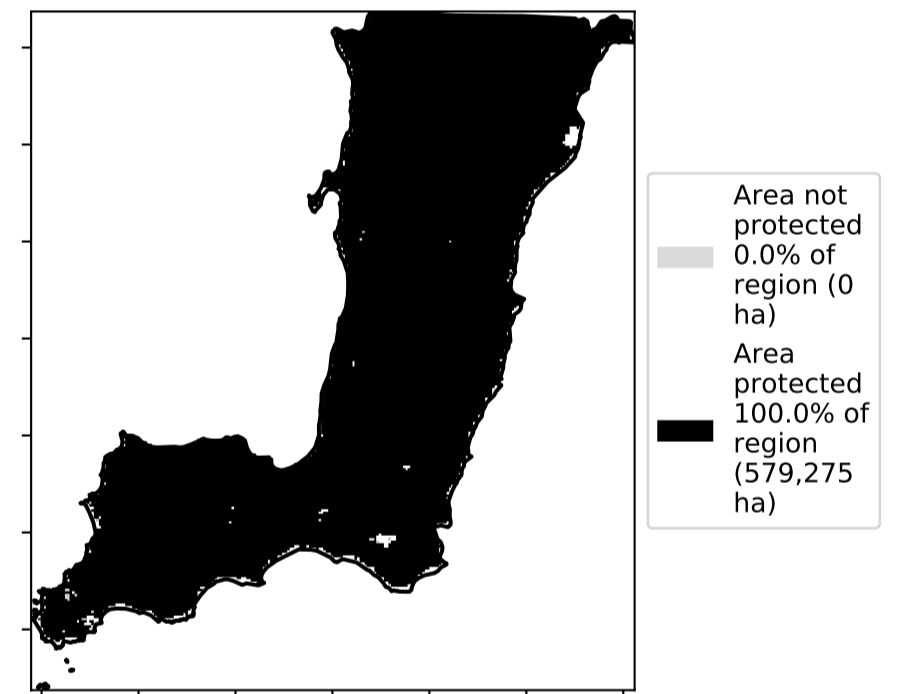 Area not
protected
0.0% of
region (0
ha)
Area
protected
100.0% of
region
(579,275
ha)